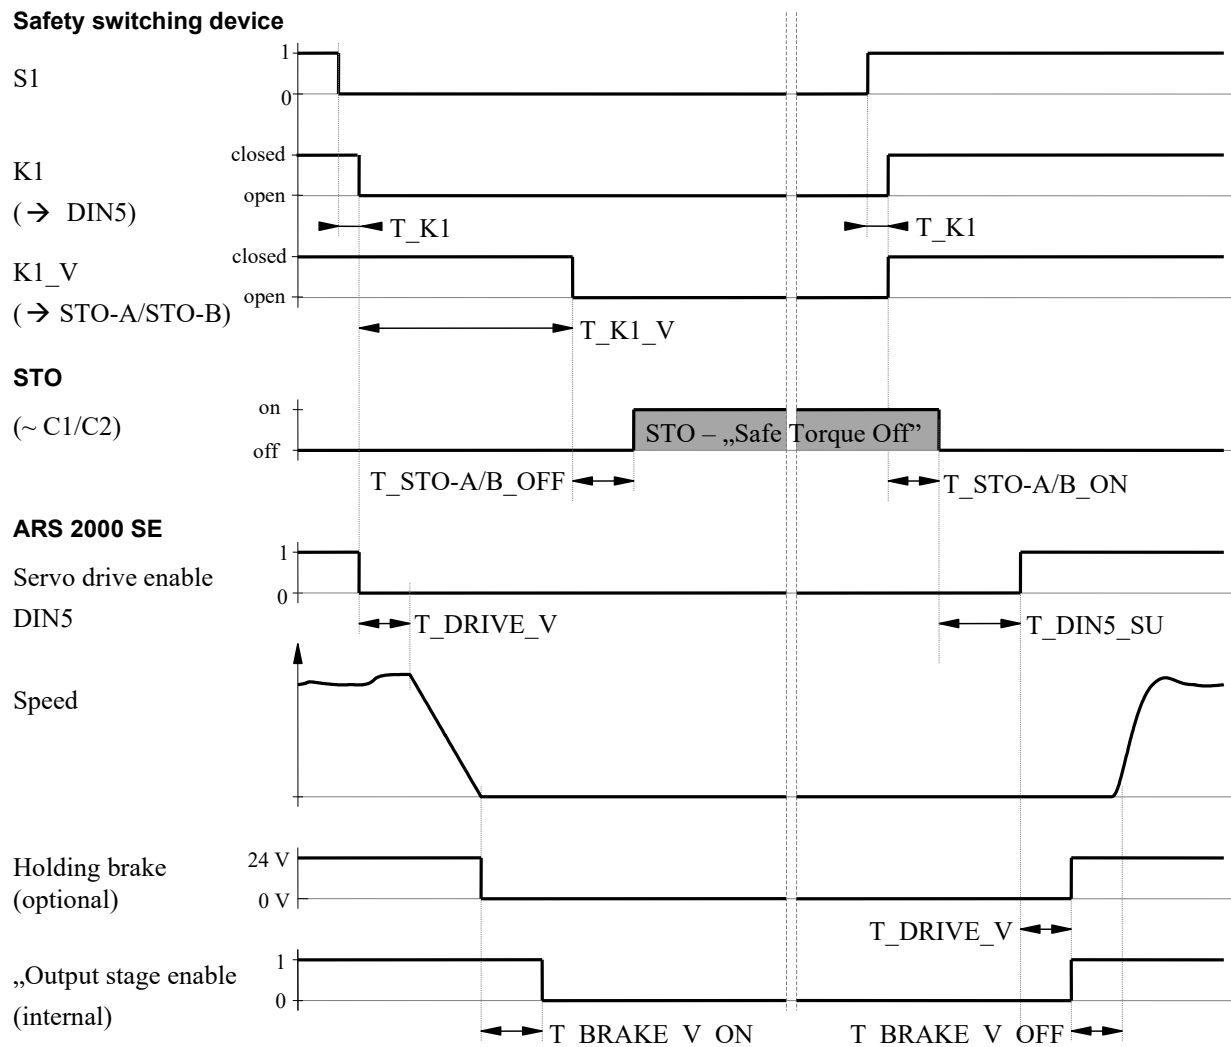 Safety switching device
S1
1
0
K1
(→ DIN5)
closed
open
T_K1
T_K1
K1_V
(→ STO-A/STO-B)
closed
open
T_K1_V
STO
(~ C1/C2)
on
off
STO – „Safe Torque Off”
T_STO-A/B_OFF
T_STO-A/B_ON
ARS 2000 SE
Servo drive enable
DIN5
1
0
T_DRIVE_V
T_DIN5_SU
Speed
Holding brake
(optional)
24 V
0 V
T_DRIVE_V
„Output stage enable
(internal)
1
0
T_BRAKE_V_ON
T_BRAKE_V_OFF